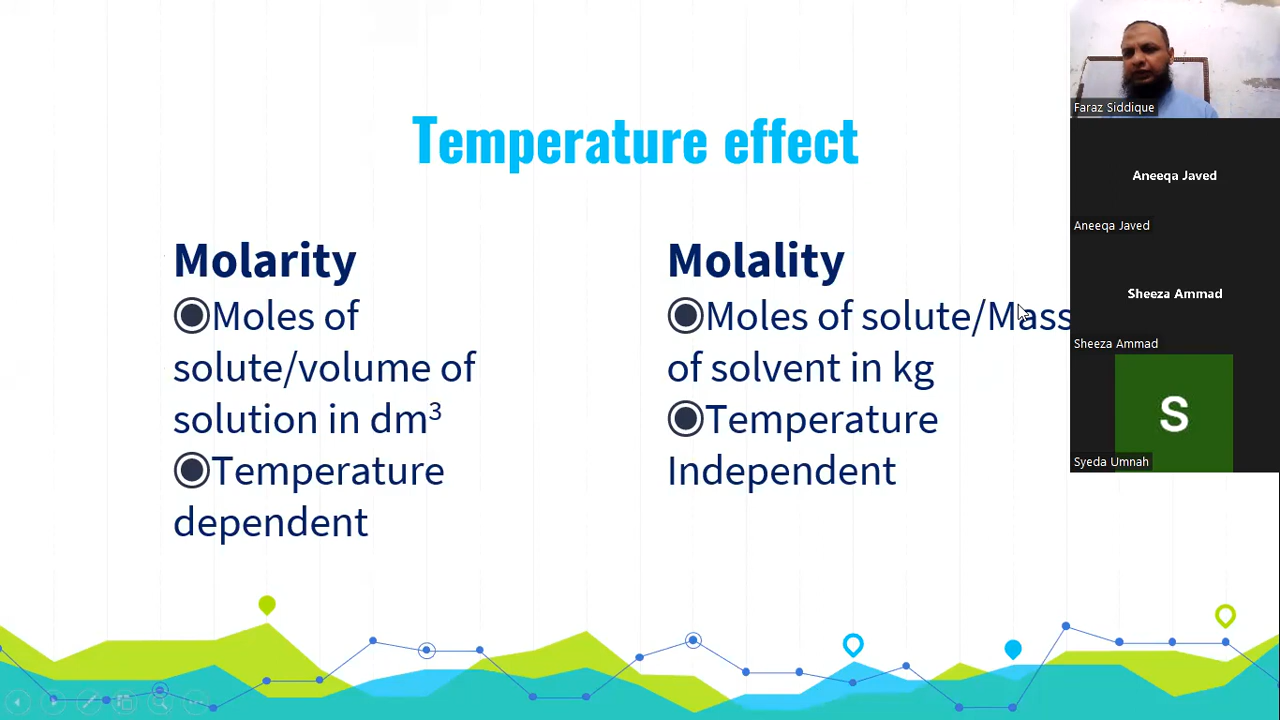 Temperature effect
Molarity
Moles of
solute/volume of
solution in dm³
Temperature
dependent
Molality
Moles of solute/Mass
of solvent in kg
Temperature
Independent
Faraz Siddique
Aneeqa Javed
Aneeqa Javed
Sheeza Ammad
Sheeza Ammad
S
Syeda Umnah